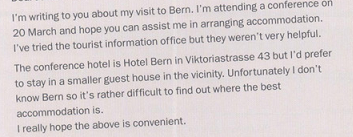 I'm writing to you about my visit to Bern. I'm attending a conference on
20 March and hope you can assist me in arranging accommodation.
I've tried the tourist information office but they weren't very helpful.
The conference hotel is Hotel Bern in Viktoriastrasse 43 but I'd prefer
to stay in a smaller guest house in the vicinity. Unfortunately I don't
know Bern so it's rather difficult to find out where the best
accommodation is.
I really hope the above is convenient.